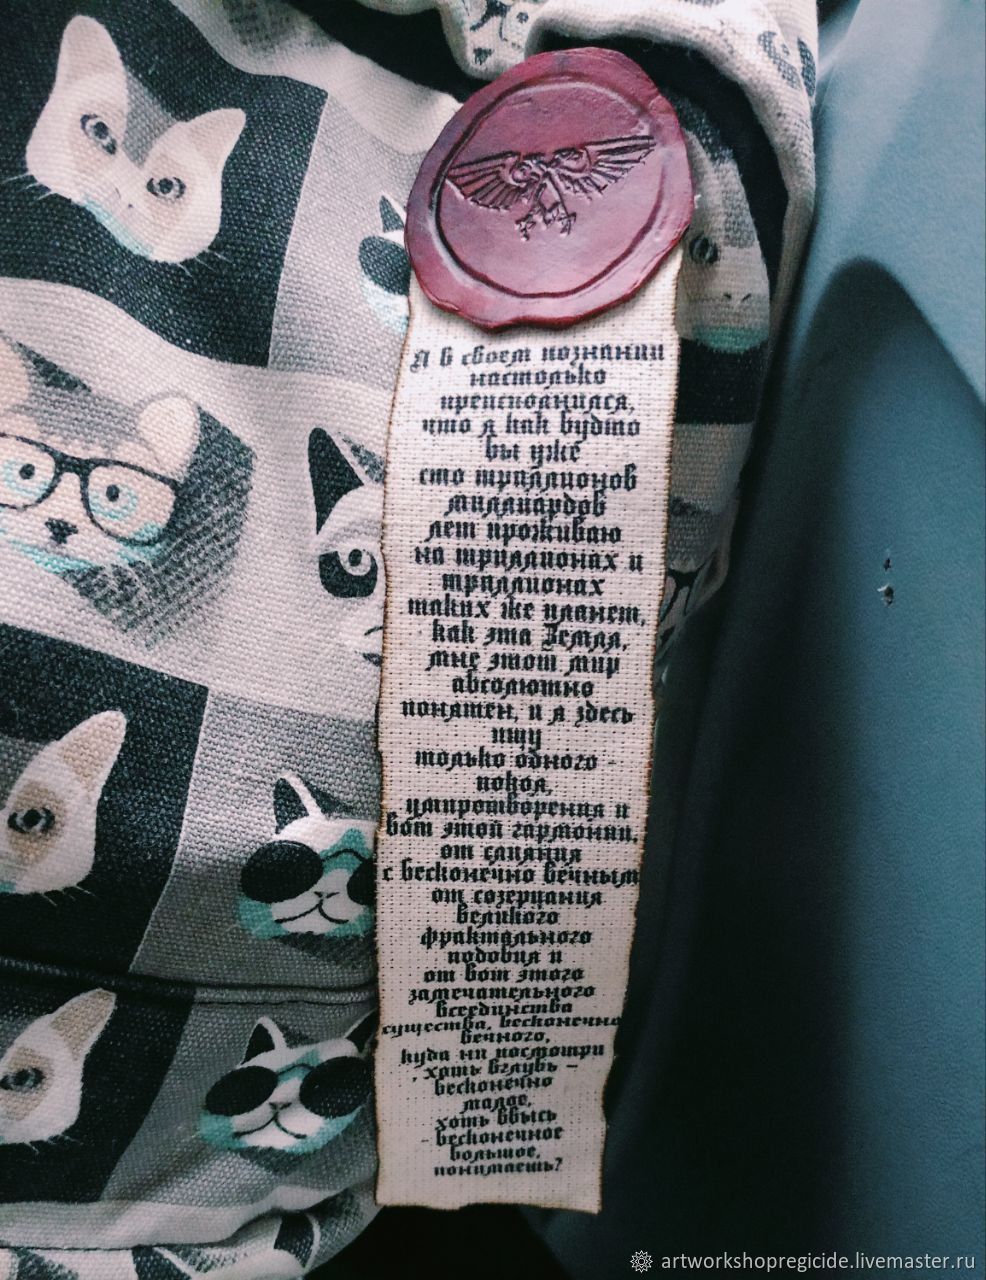 Я в своем познании
настолько
преисполнился,
что я как будто
бы уже
сто триллионов
миллиардов
лет проживаю
на триллионах и
триллионах
таких же планет,
как эта Земля,
мне этот мир
абсолютно
понятен, и я здесь
ищу
только одного -
покоя,
умиротворения и
вот этой гармонии,
от слияния
с бесконечно вечным
от созерцания
великого
фрактального
подобия и
от вот этого
замечательного
всеединства
существа, бесконечно
вечного,
куда ни посмотри
, хоть вглубь –
бесконечно
малое,
хоть ввысь
- бесконечное
большое,
понимаешь?
artworkshopregicide.livemaster.ru